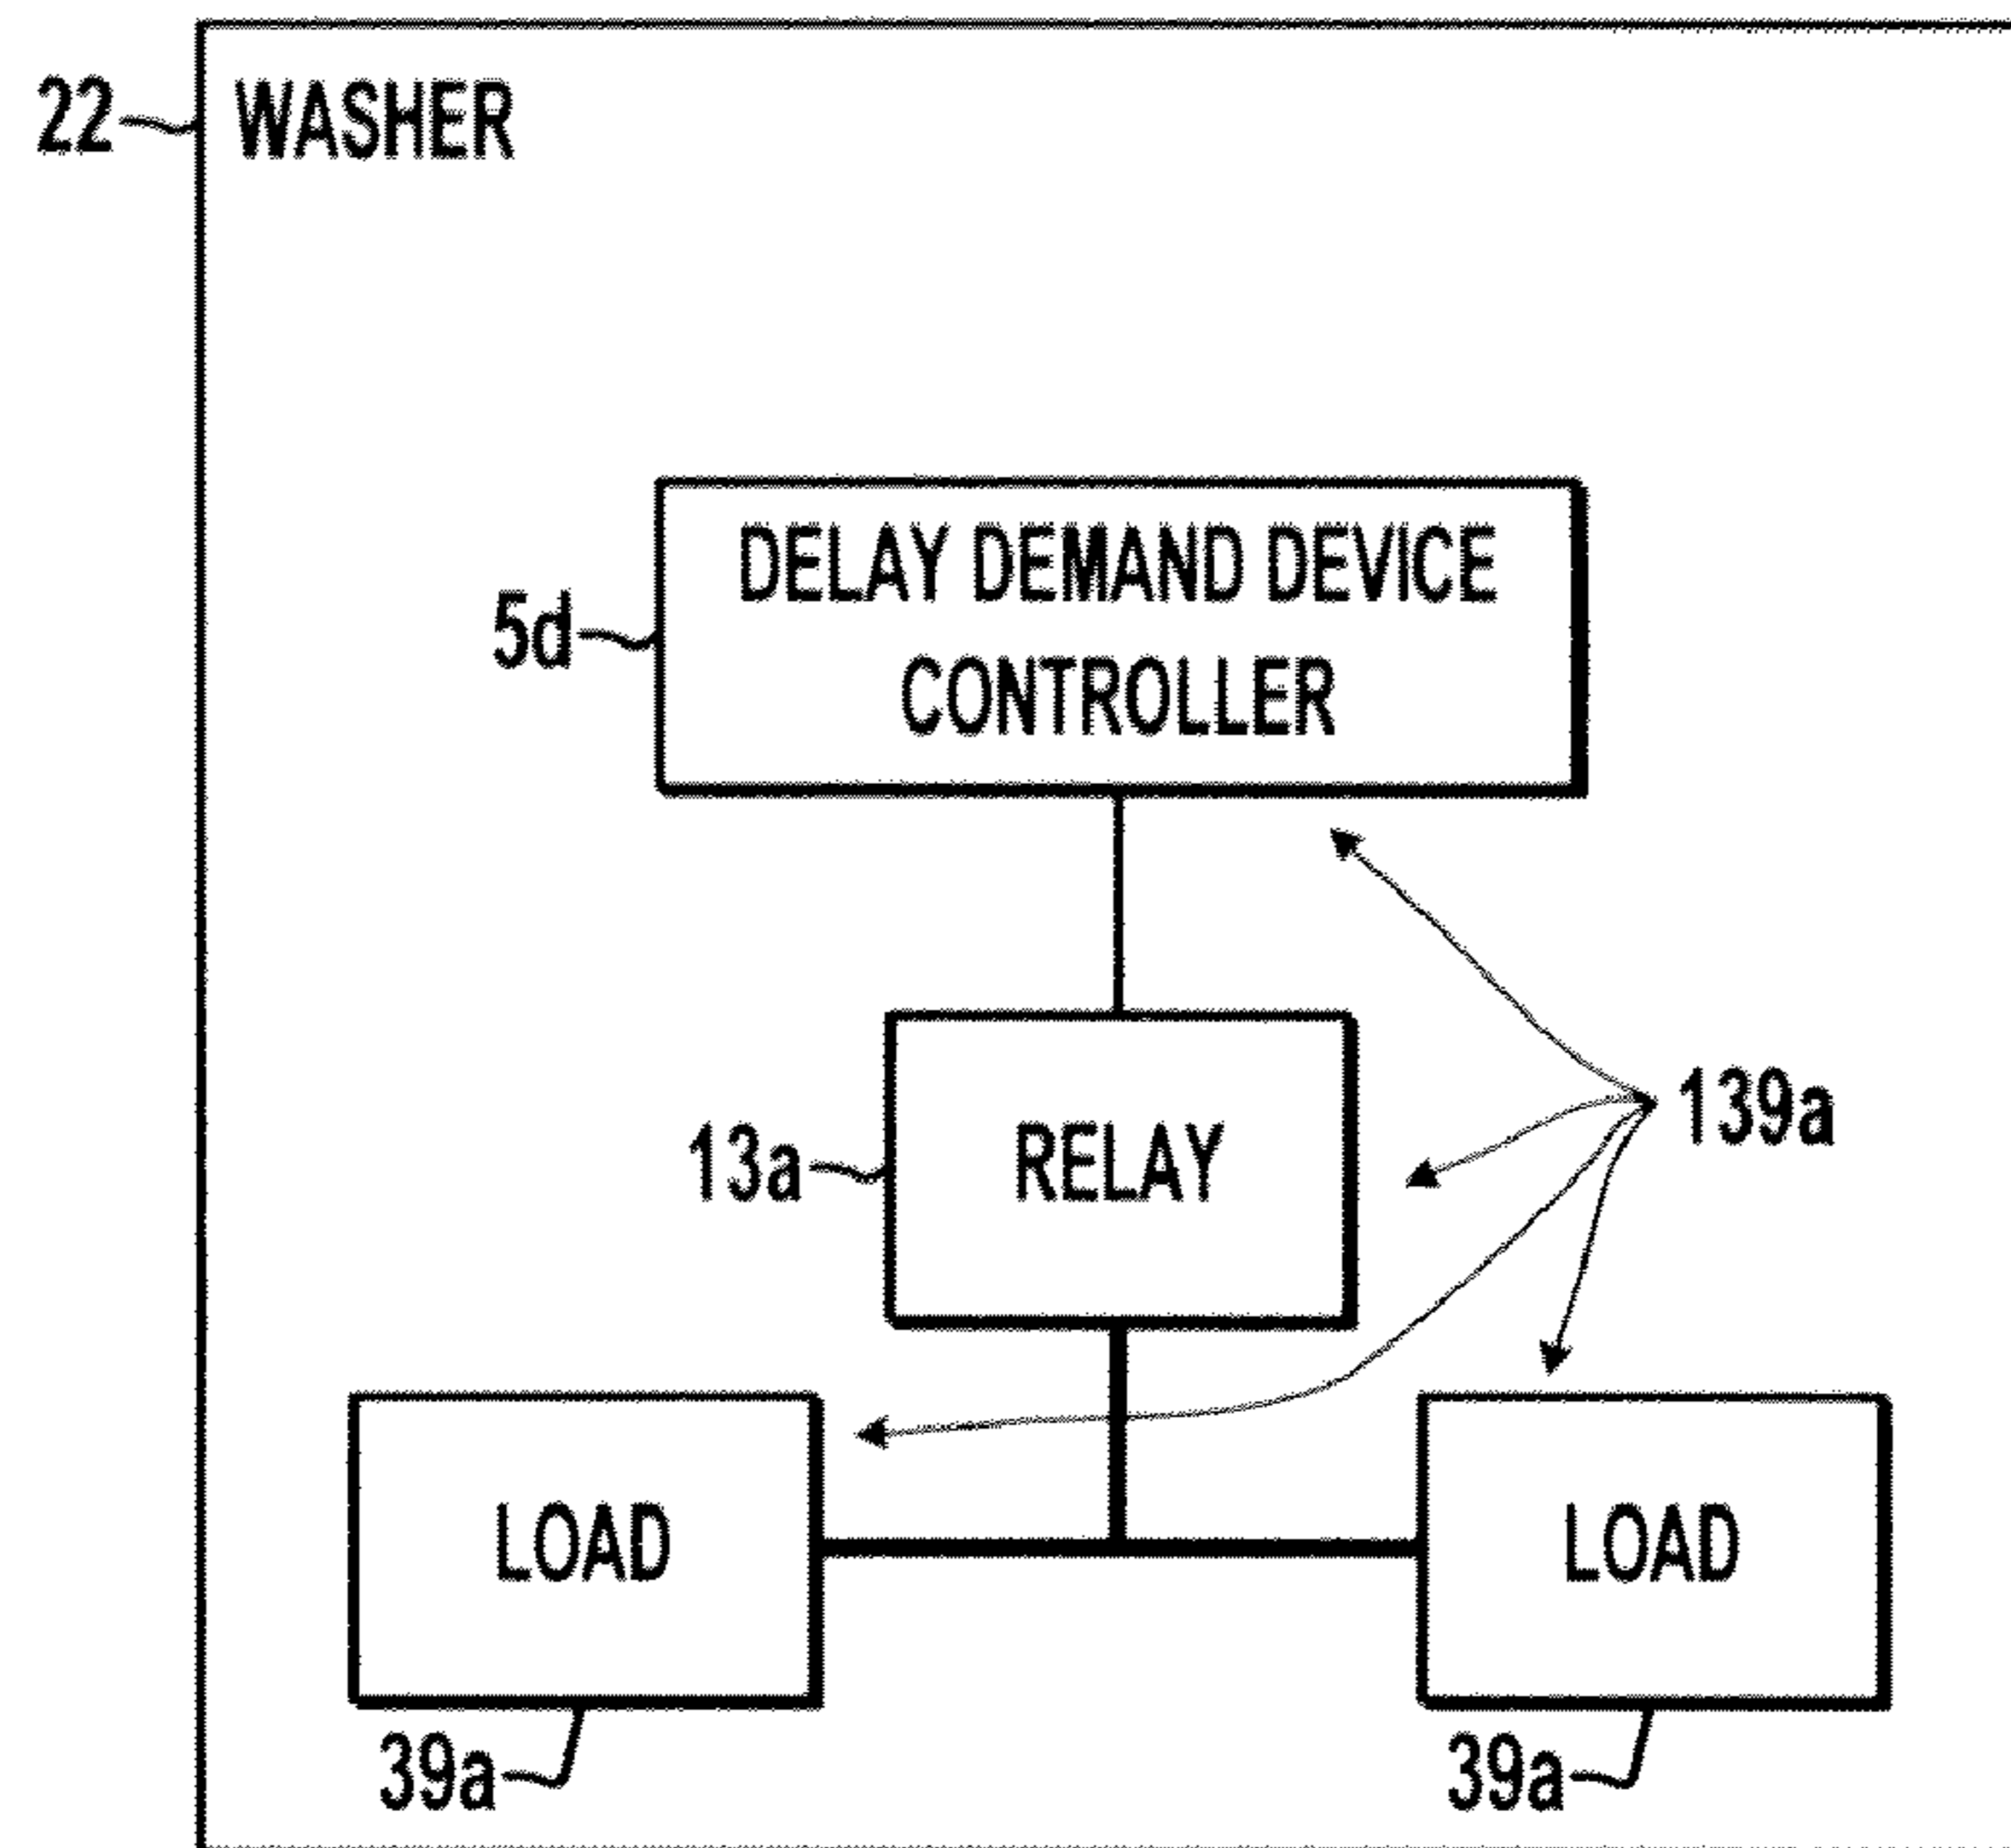 22 WASHER
DELAY DEMAND DEVICE
5d
CONTROLLER
139a
13a RELAY
LOAD LOAD
39a 39a